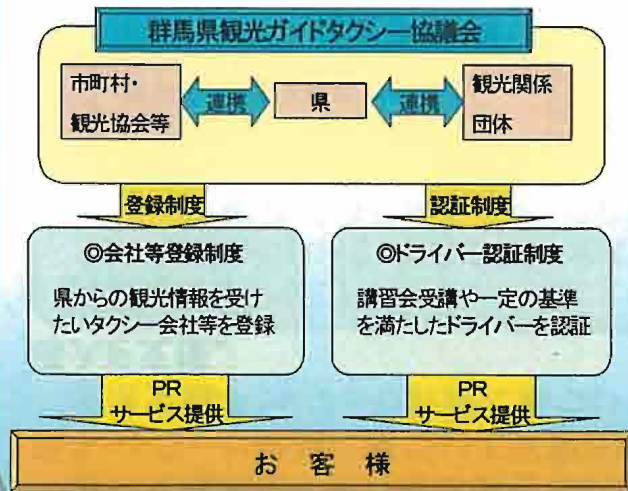 群馬県観光ガイドタクシー協議会
市町村・
観光協会等
連携
県
連携
観光関係
団体
登録制度
認証制度
◎会社等登録制度
県からの観光情報を受け
たいタクシー会社等を登録
◎ドライバー認証制度
講習会受講や一定の基準
を満たしたドライバーを認証
PR
サービス提供
PR
サービス提供
お客様